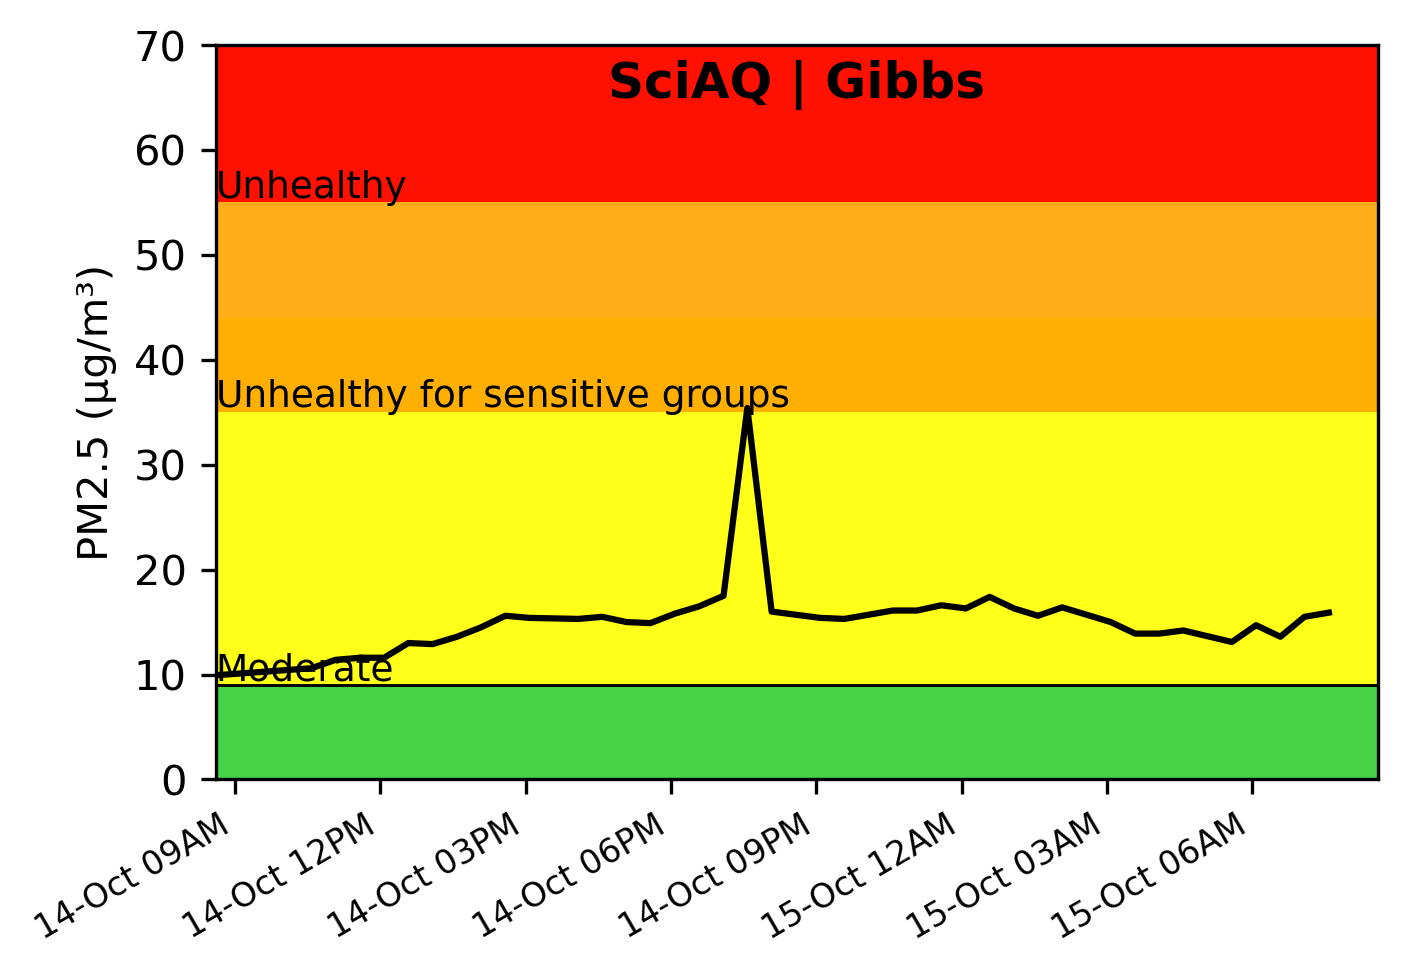 SciAQ | Gibbs
PM2.5 (µg/m³)
70
60
Unhealthy
50
40
Unhealthy for sensitive groups
30
20
10
Moderate
0
14-Oct 09AM
14-Oct 12PM
14-Oct 03PM
14-Oct 06PM
14-Oct 09PM
15-Oct 12AM
15-Oct 03AM
15-Oct 06AM